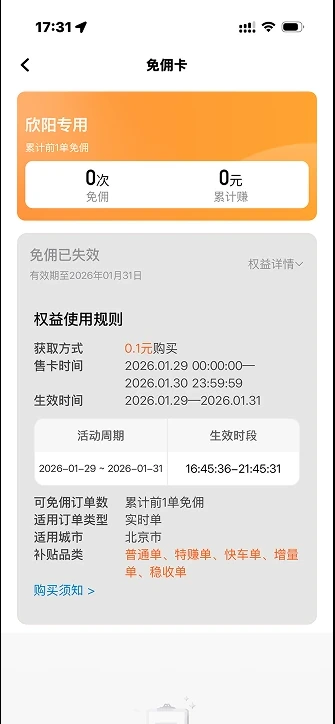 17:31
免佣卡
欣阳专用
累计前1单免佣
0次
0元
免佣
累计赚
免佣已失效
权益详情
有效期至2026年01月31日
权益使用规则
获取方式 0.1元购买
售卡时间 2026.01.29 00:00:00—
2026.01.30 23:59:59
生效时间 2026.01.29—2026.01.31
活动周期 生效时段
2026-01-29 ~ 2026-01-31 16:45:36-21:45:31
可免佣订单数 累计前1单免佣
适用订单类型 实时单
适用城市 北京市
补贴品类 普通单、特赚单、快车单、增量
单、稳收单
购买须知 >